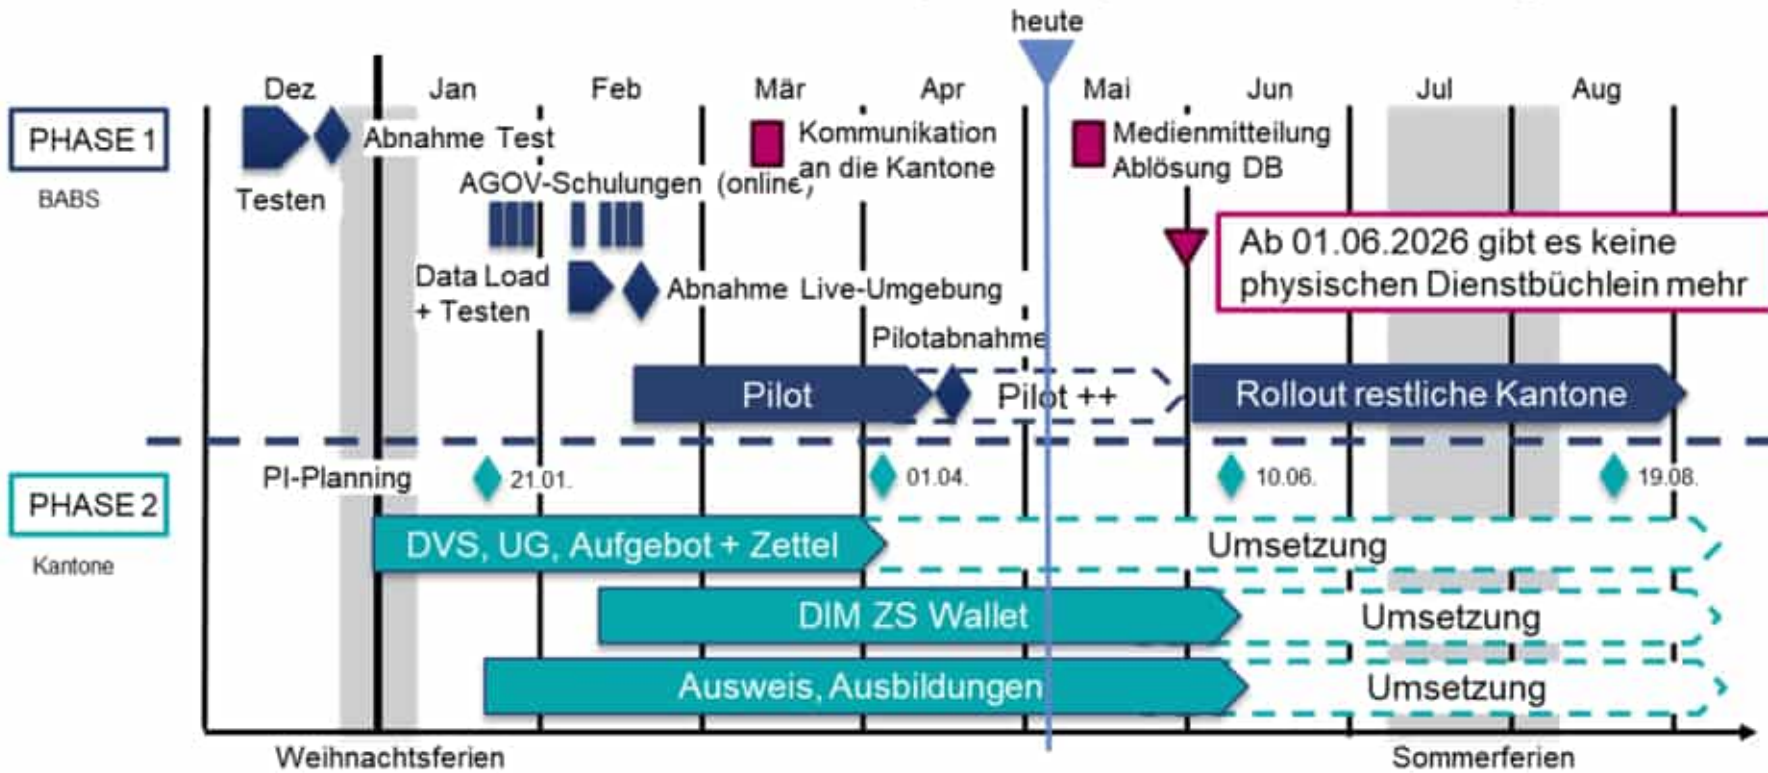 heute
Dez
Jan
Feb
Mär
Apr
Mai
Jun
Jul
Aug
PHASE 1
BABS
Abnahme Test
Testen
Kommunikation
an die Kantone
Medienmitteilung
Ablösung DB
AGOV-Schulungen (online)
Data Load
+ Testen
Abnahme Live-Umgebung
Ab 01.06.2026 gibt es keine
physischen Dienstbüchlein mehr
Pilotabnahme
Pilot
Pilot ++
Rollout restliche Kantone
PI-Planning
21.01.
01.04.
10.06.
19.08.
PHASE 2
Kantone
DVS, UG, Aufgebot + Zettel
Umsetzung
DIM ZS Wallet
Umsetzung
Ausweis, Ausbildungen
Umsetzung
Weihnachtsferien
Sommerferien